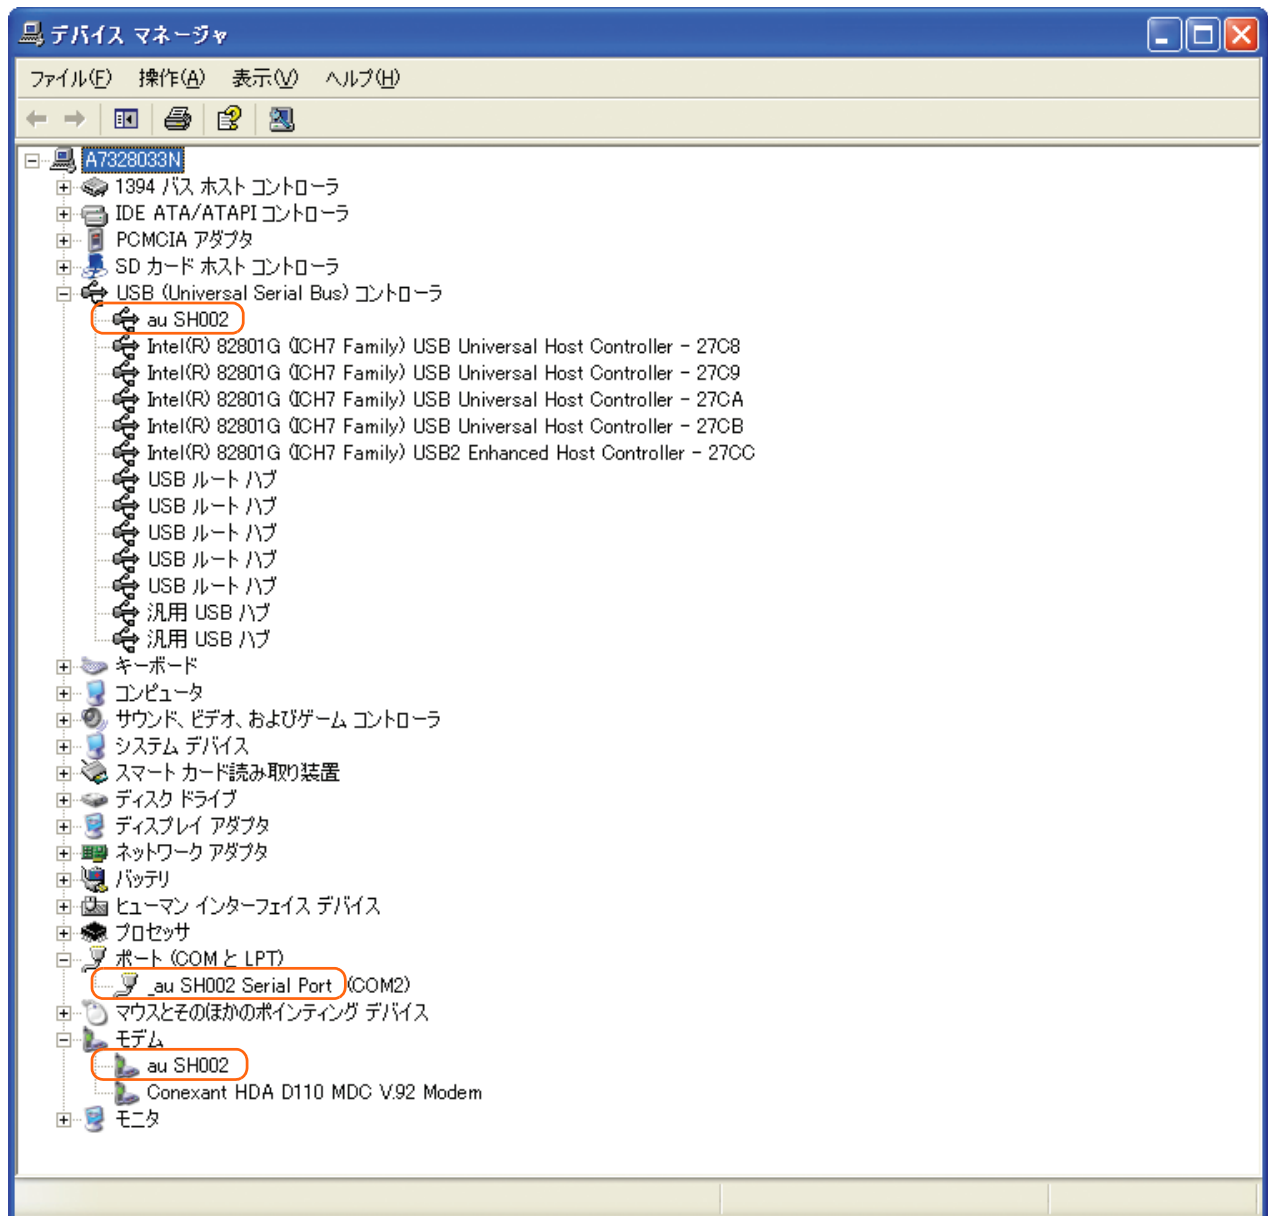 デバイス マネージャ
ファイル(F) 操作(A) 表示(V) ヘルプ(H)
A7328033N
1394 バス ホスト コントローラ
IDE ATA/ATAPI コントローラ
PCMCIA アダプタ
SD カード ホスト コントローラ
USB (Universal Serial Bus) コントローラ
au SH002
Intel(R) 82801G (ICH7 Family) USB Universal Host Controller - 27C8
Intel(R) 82801G (ICH7 Family) USB Universal Host Controller - 27C9
Intel(R) 82801G (ICH7 Family) USB Universal Host Controller - 27CA
Intel(R) 82801G (ICH7 Family) USB Universal Host Controller - 27CB
Intel(R) 82801G (ICH7 Family) USB2 Enhanced Host Controller - 27CC
USB ルート ハブ
USB ルート ハブ
USB ルート ハブ
USB ルート ハブ
USB ルート ハブ
汎用 USB ハブ
汎用 USB ハブ
キーボード
コンピュータ
サウンド、ビデオ、およびゲーム コントローラ
システム デバイス
スマート カード読み取り装置
ディスク ドライブ
ディスプレイ アダプタ
ネットワーク アダプタ
バッテリ
ヒューマン インターフェイス デバイス
プロセッサ
ポート (COM と LPT)
_au SH002 Serial Port (COM2)
マウスとそのほかのポインティング デバイス
モデム
au SH002
Conexant HDA D110 MDC V.92 Modem
モニタ